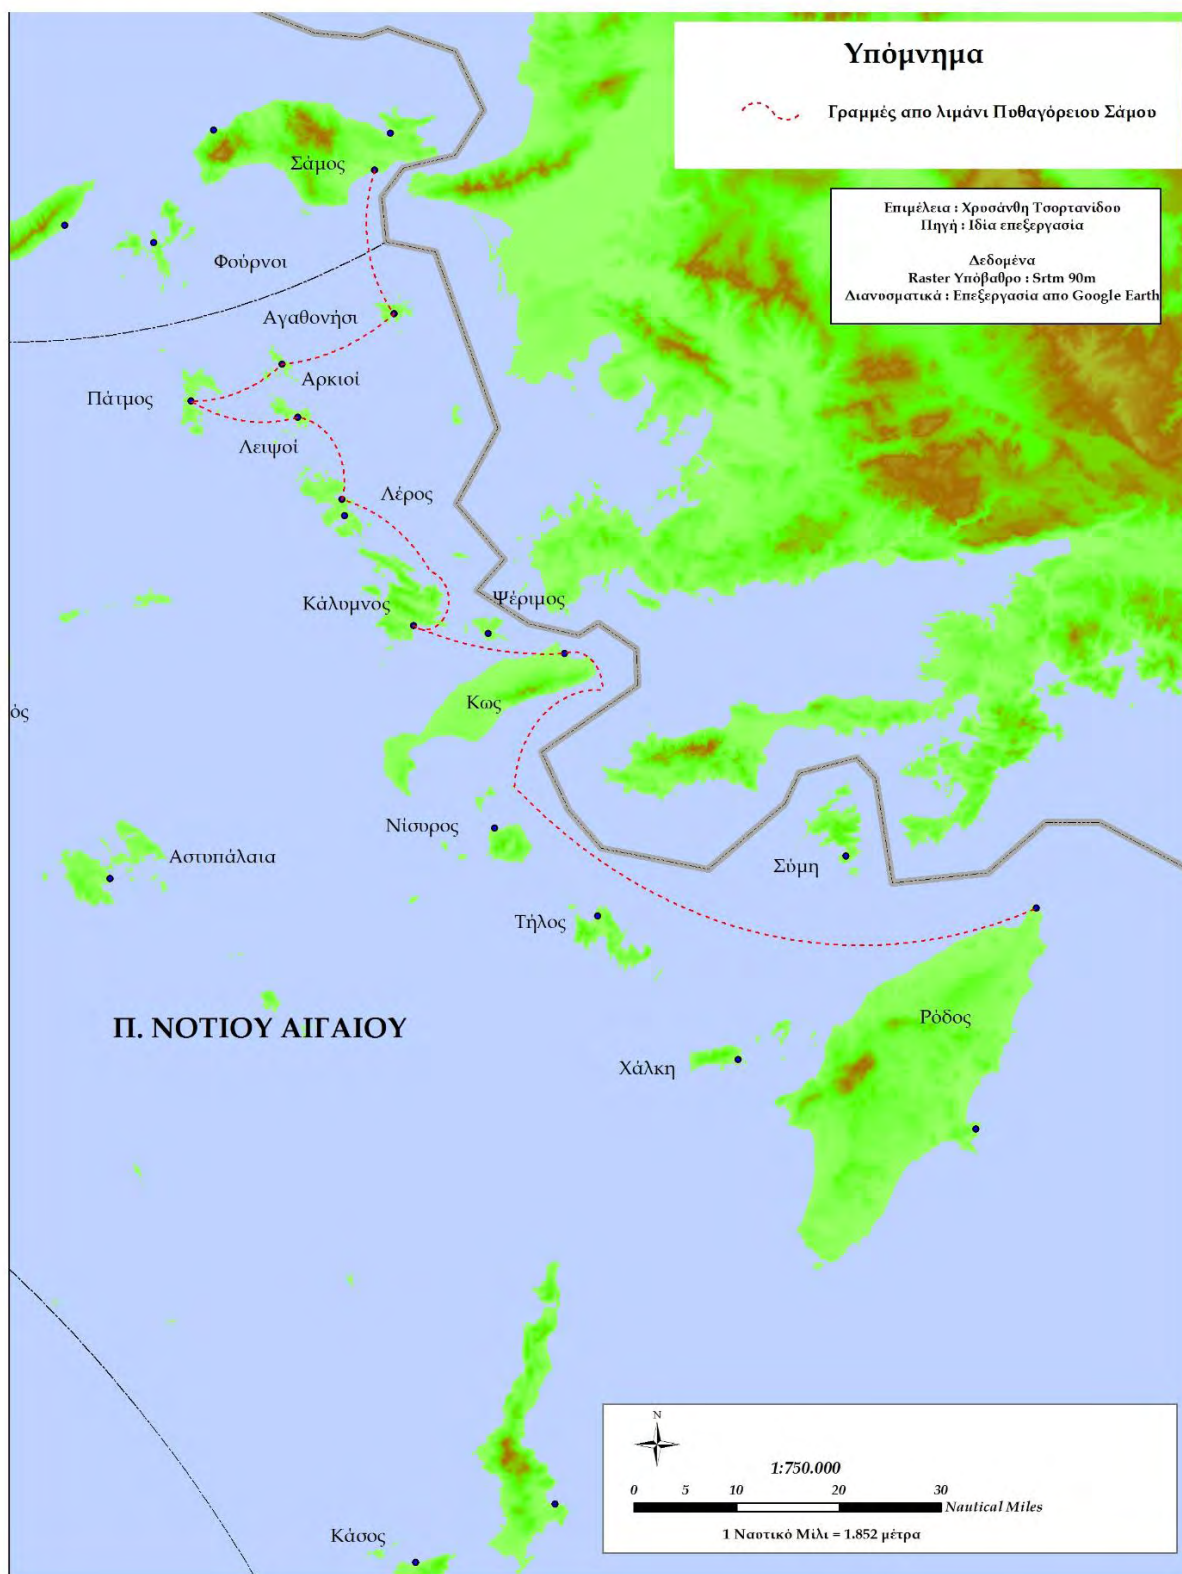 Υπόμνημα
Γραμμές απο λιμάνι Πυθαγόρειου Σάμου
Επιμέλεια : Χρυσάνθη Τσορτανίδου
Πηγή : Ιδία επεξεργασία
Δεδομένα
Raster Υπόβαθρο : Srtm 90m
Διανυσματικά : Επεξεργασία απο Google Earth
Σάμος
Φούρνοι
Αγαθονήσι
Αρκιοί
Πάτμος
Λειψοί
Λέρος
Κάλυμνος
Ψέριμος
Κως
ός
Νίσυρος
Αστυπάλαια
Σύμη
Τήλος
Π. ΝΟΤΙΟΥ ΑΙΓΑΙΟΥ
Ρόδος
Χάλκη
Κάσος
N
1:750.000
0 5 10 20 30
Nautical Miles
1 Ναυτικό Μίλι = 1.852 μέτρα